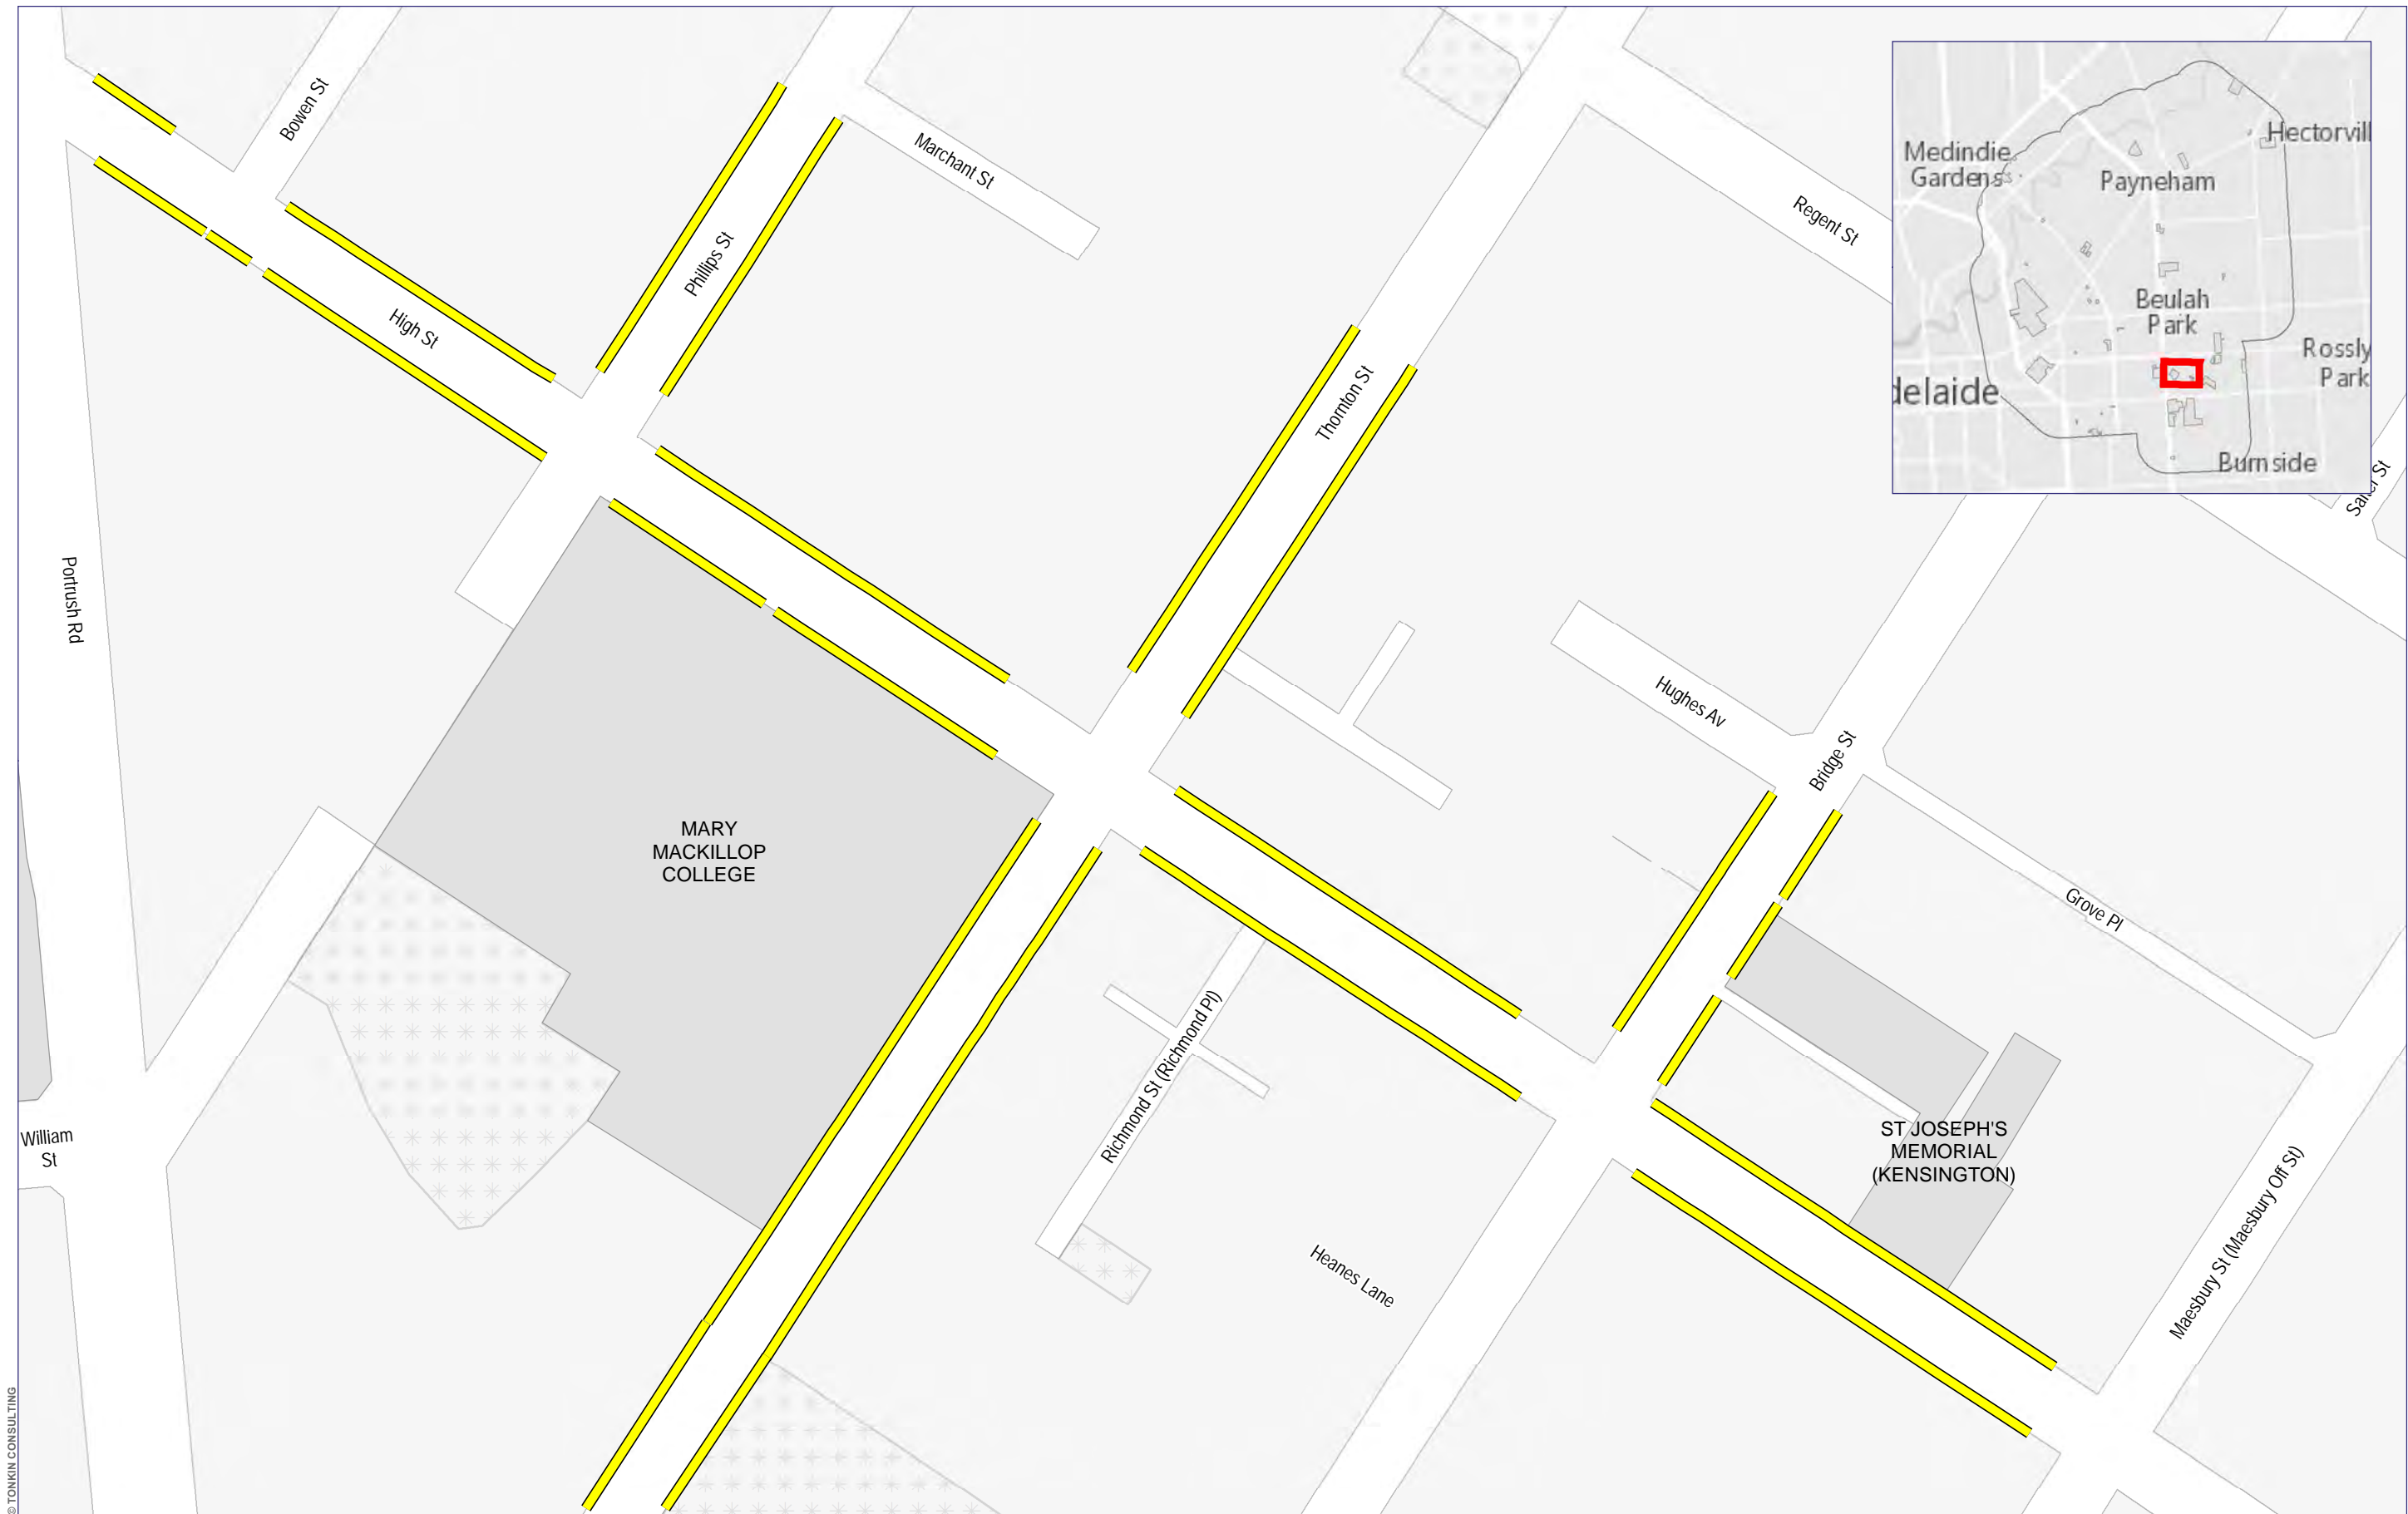 Bowen St
Marchant St
Phillips St
High St
Regent St
Thornton St
Portrush Rd
Hughes Av
Bridge St
MARY
MACKILLOP
COLLEGE
Grove Pl
Richmond St (Richmond Pl)
William
St
ST JOSEPH'S
MEMORIAL
(KENSINGTON)
Heanes Lane
Maesbury St (Maesbury Off St)
© TONKIN CONSULTING
Medindie
Gardens
Hectorvill
Payneham
Beulah
Park
Rossly
Park
delaide
Burnside